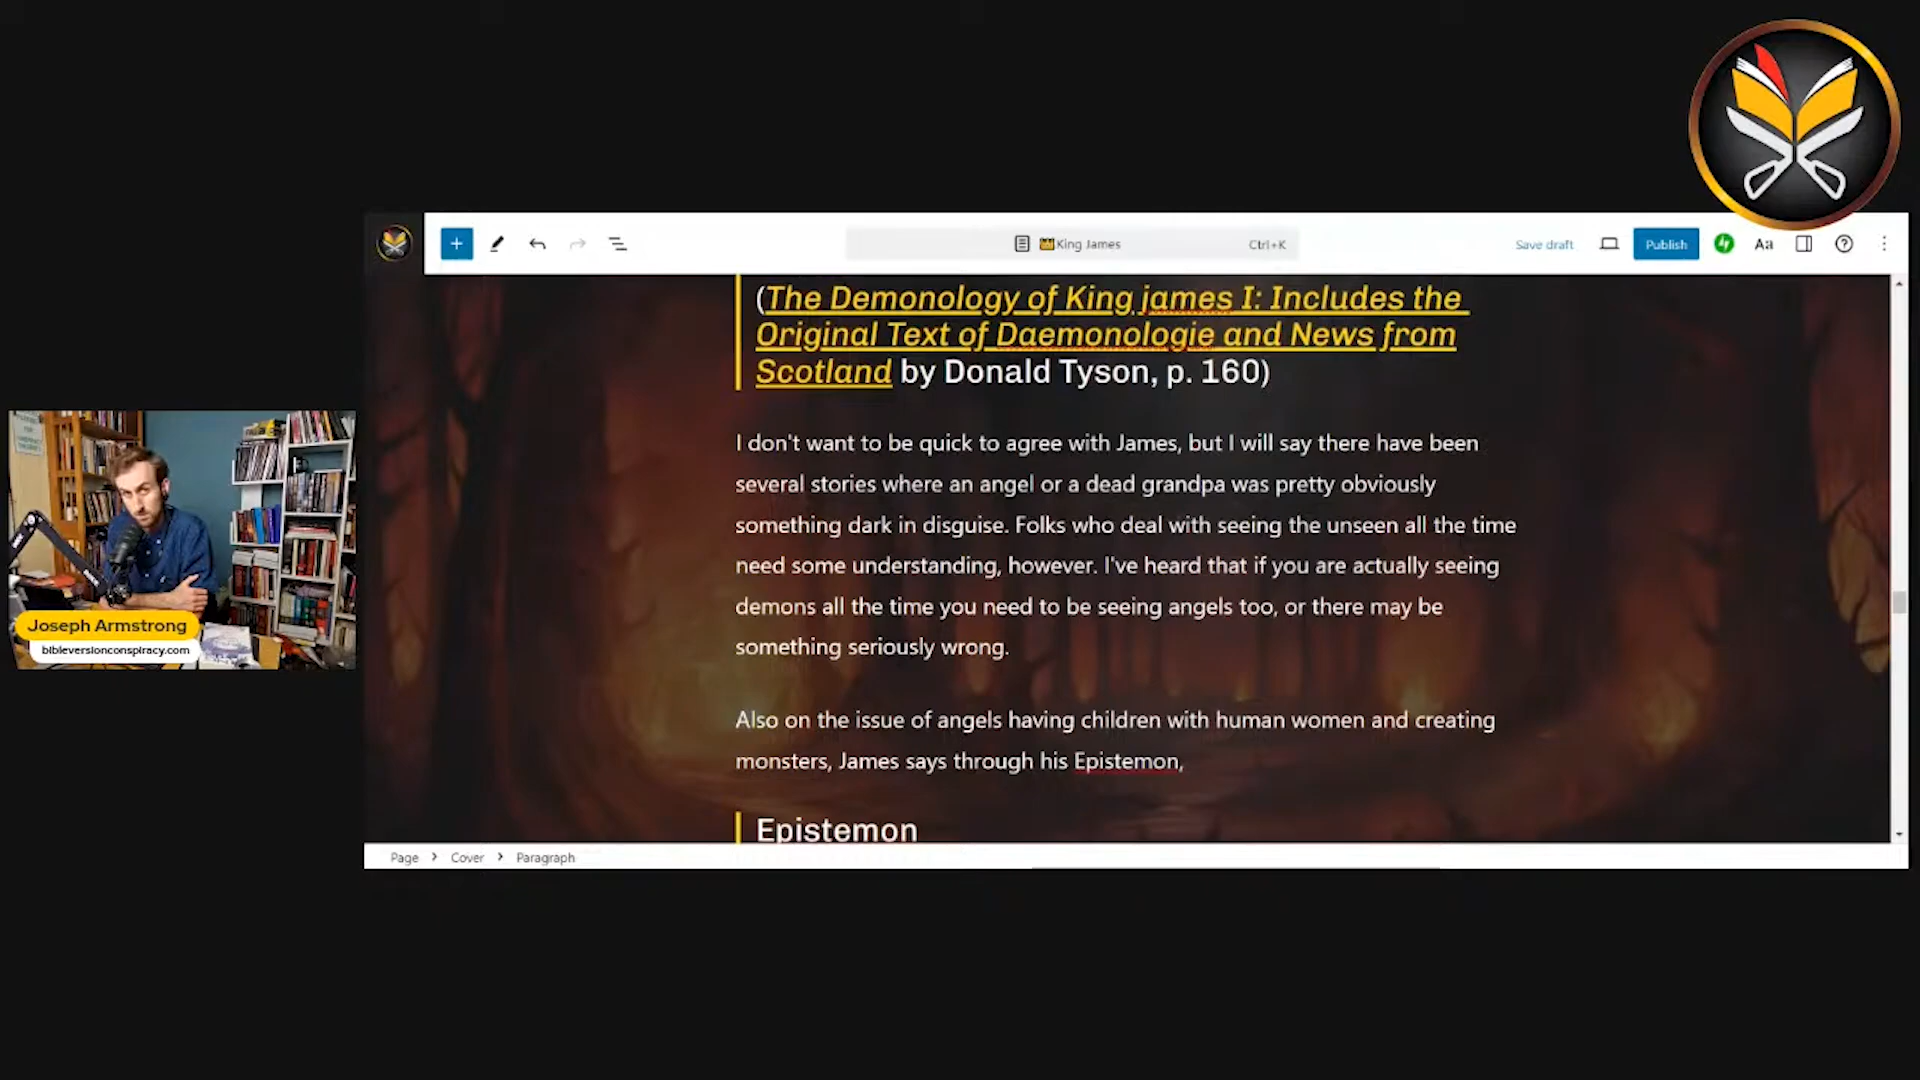 King James
Ctrl+K
Save draft
Publish
Aa
(The Demonology of King james I: Includes the
Original Text of Daemonologie and News from
Scotland by Donald Tyson, p. 160)
I don't want to be quick to agree with James, but I will say there have been
several stories where an angel or a dead grandpa was pretty obviously
something dark in disguise. Folks who deal with seeing the unseen all the time
need some understanding, however. I've heard that if you are actually seeing
demons all the time you need to be seeing angels too, or there may be
something seriously wrong.
Also on the issue of angels having children with human women and creating
monsters, James says through his Epistemon,
Epistemon
Page > Cover > Paragraph
Joseph Armstrong
bibleversionconspiracy.com